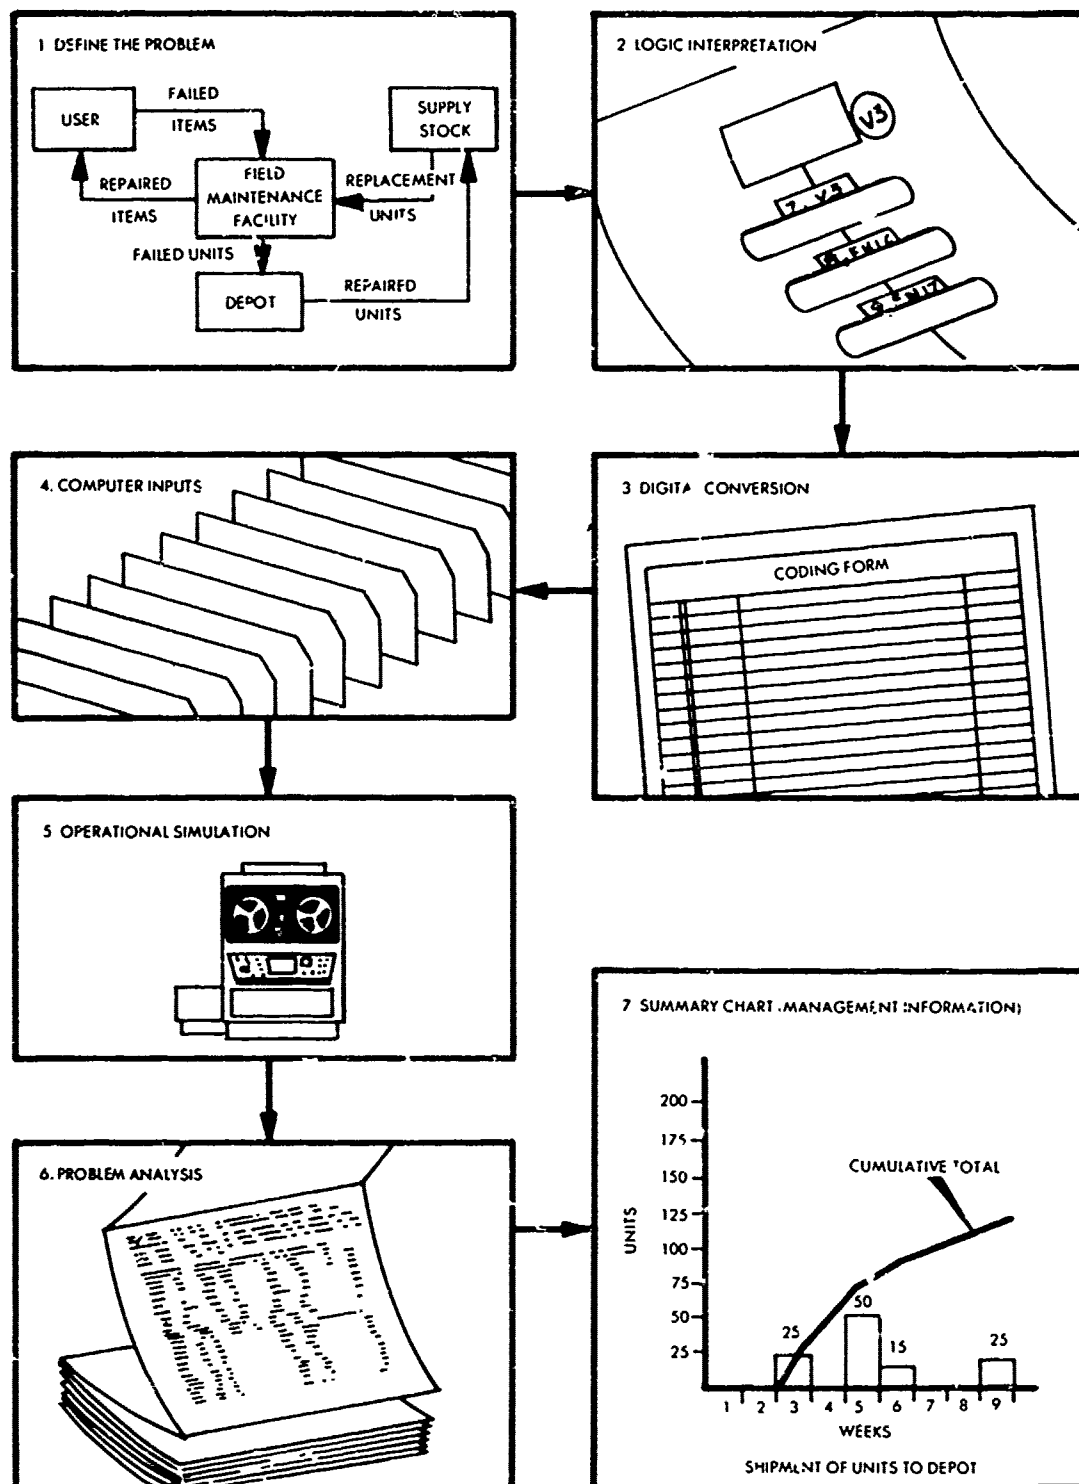 1 DEFINE THE PROBLEM
FAILED
ITEMS
USER
SUPPLY
STOCK
REPAIRED
ITEMS
FIELD
MAINTENANCE
FACILITY
REPLACEMENT
UNITS
FAILED UNITS
DEPOT
REPAIRED
UNITS
2 LOGIC INTERPRETATION
V3
7. V3
3 DIGITAL CONVERSION
CODING FORM
4. COMPUTER INPUTS
5 OPERATIONAL SIMULATION
6. PROBLEM ANALYSIS
7 SUMMARY CHART (MANAGEMENT INFORMATION)
200
175
150
125
100
75
50
25
UNITS
CUMULATIVE TOTAL
25
50
15
25
1 2 3 4 5 6 7 8 9
WEEKS
SHIPMENT OF UNITS TO DEPOT